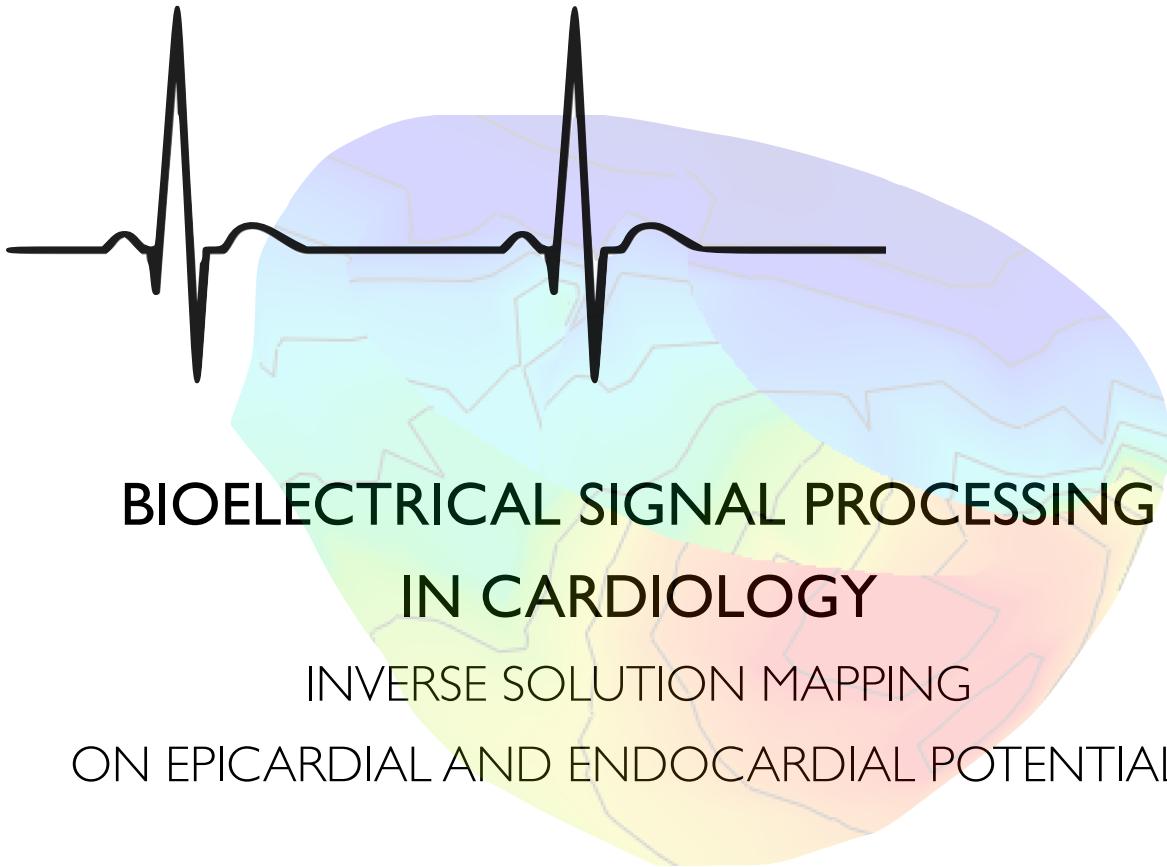 BIOELECTRICAL SIGNAL PROCESSING
IN CARDIOLOGY
INVERSE SOLUTION MAPPING
ON EPICARDIAL AND ENDOCARDIAL POTENTIAL